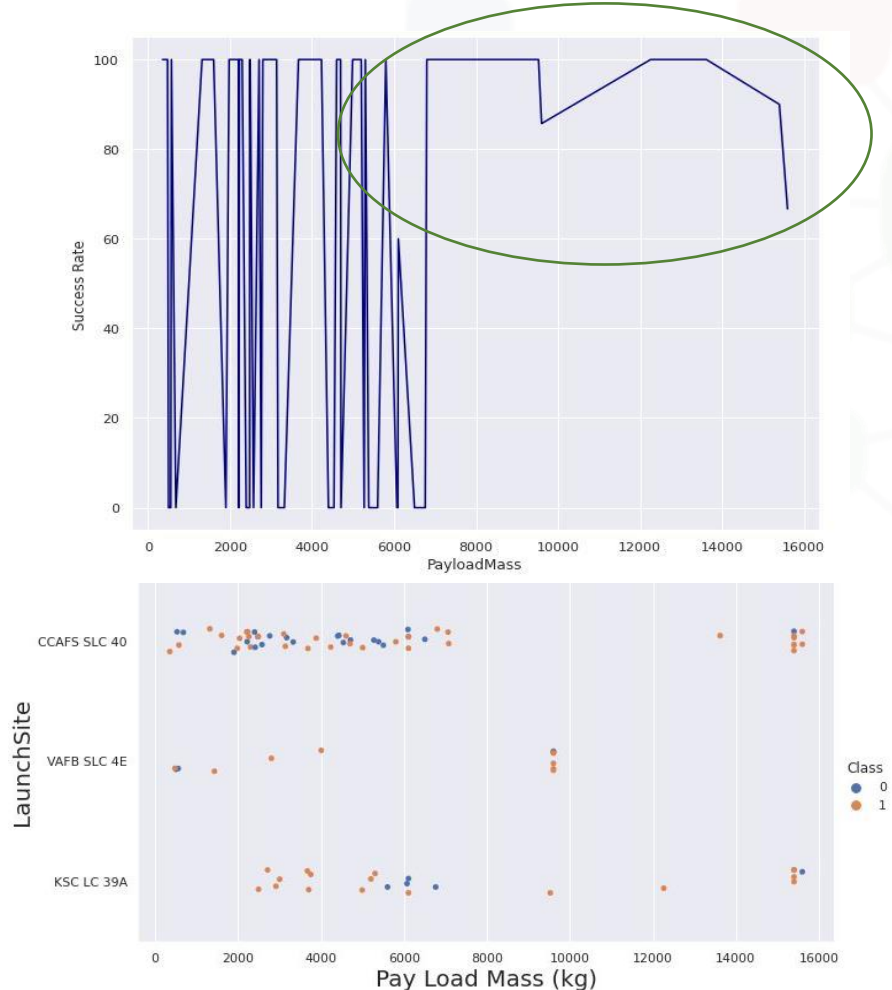 100
80
60
40
20
0
Success Rate
0 2000 4000 6000 8000 10000 12000 14000 16000
PayloadMass
CCAFS SLC 40
VAFB SLC 4E
KSC LC 39A
LaunchSite
Class
0
1
0 2000 4000 6000 8000 10000 12000 14000 16000
Pay Load Mass (kg)